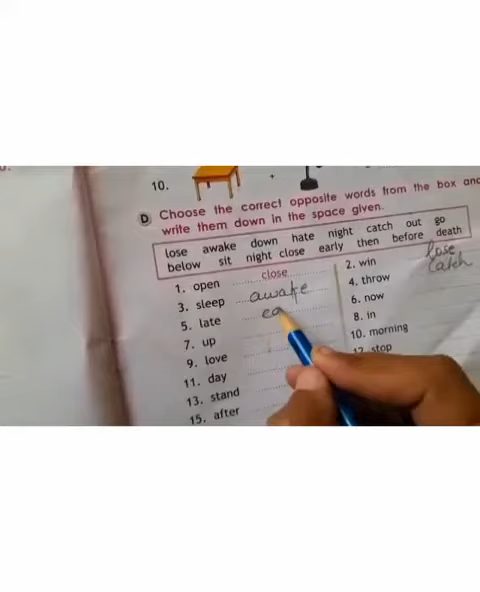 10.
D Choose the correct opposite words from the box and
write them down in the space given.
lose awake down hate night catch out go
below sit night close early then before death
1. open close
2. win lose
3. sleep awake
4. throw catch
5. late ea
6. now
7. up
8. in
9. love
10. morning
11. day
12. stop
13. stand
15. after